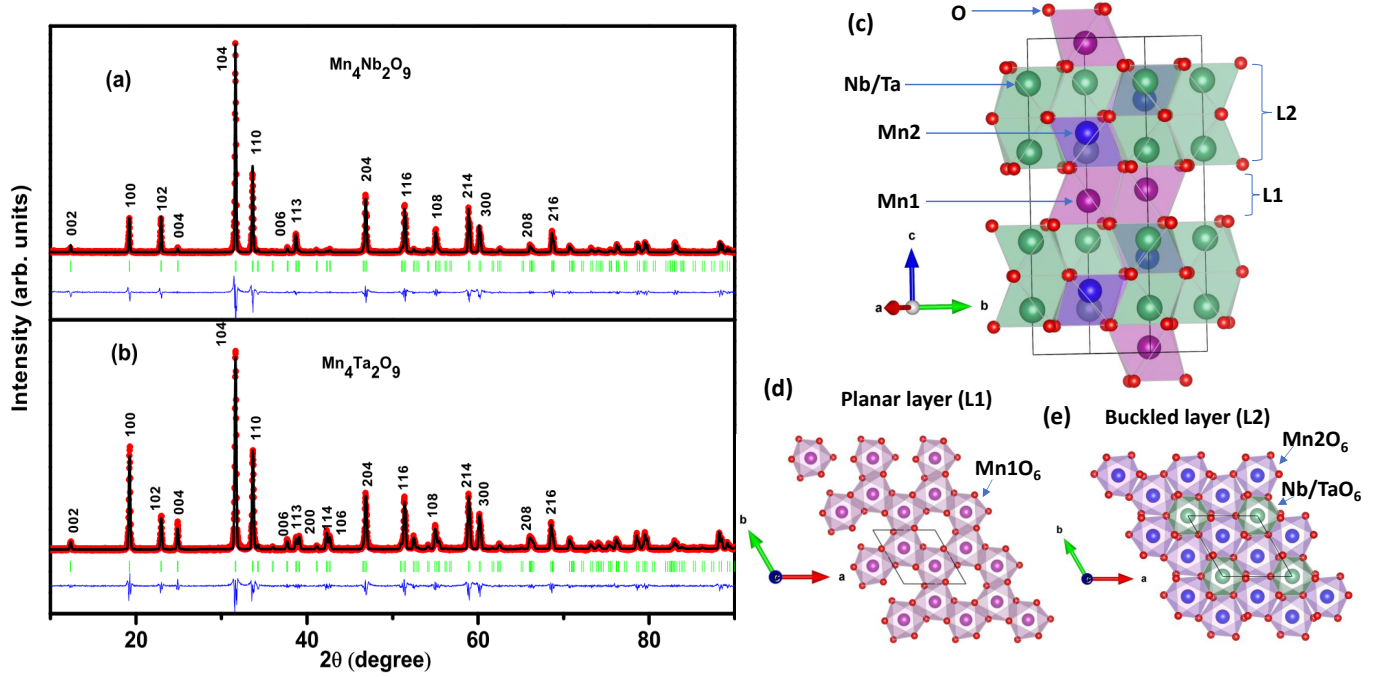 Intensity (arb. units)
(a)
Mn4Nb2O9
002
100
102
004
104
110
006
113
204
116
108
214
300
208
216
(b)
Mn4Ta2O9
002
100
102
004
104
110
006
113
200
114
106
204
116
108
214
300
208
216
20
40
60
80
2θ (degree)
(c)
O
Nb/Ta
Mn2
Mn1
L2
L1
c
a
b
(d)
Planar layer (L1)
Mn1O6
b
a
(e)
Buckled layer (L2)
Mn2O6
Nb/TaO6
b
a